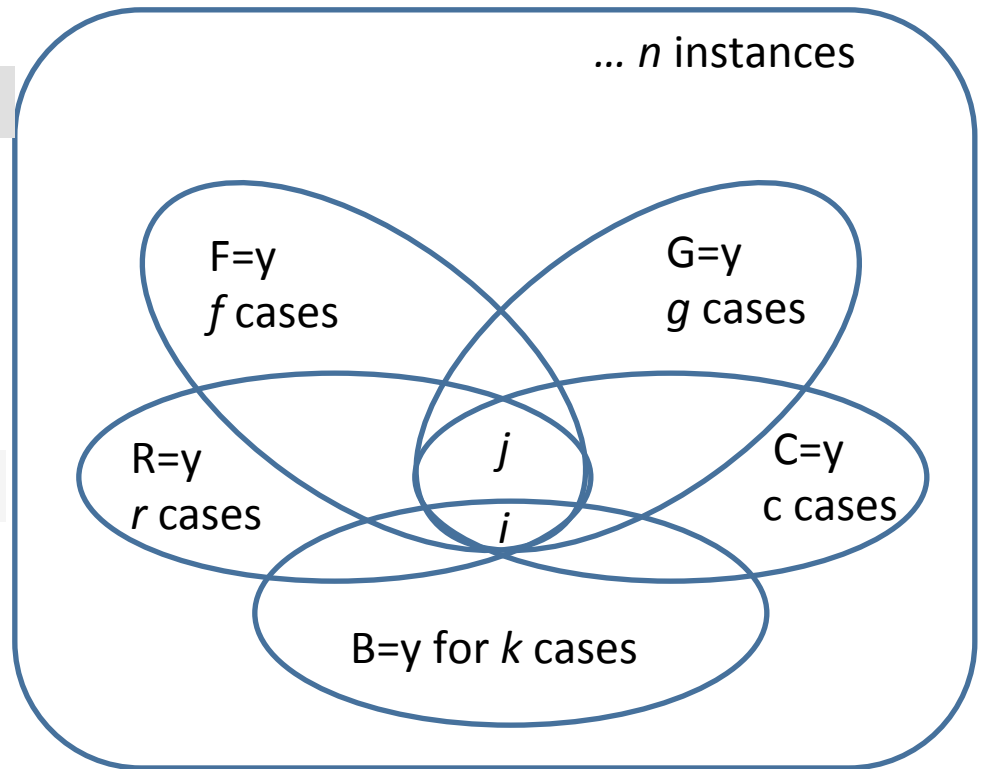 ... n instances
F=y
f cases
G=y
g cases
R=y
r cases
j
C=y
c cases
i
B=y for k cases